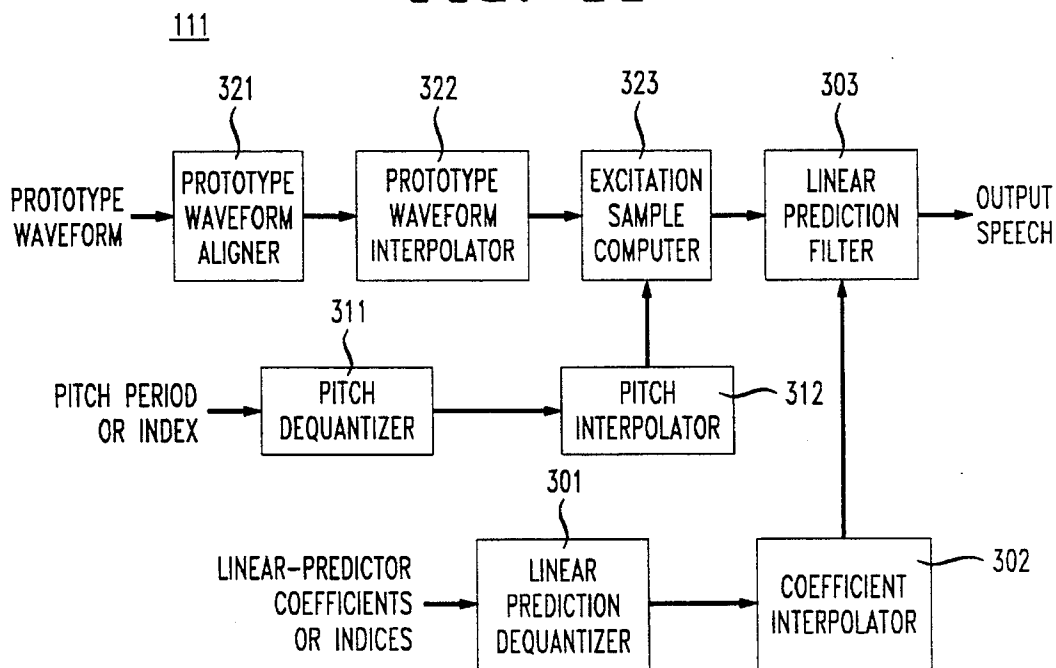 111
321
322
323
303
PROTOTYPE
WAVEFORM
PROTOTYPE
WAVEFORM
ALIGNER
PROTOTYPE
WAVEFORM
INTERPOLATOR
EXCITATION
SAMPLE
COMPUTER
LINEAR
PREDICTION
FILTER
OUTPUT
SPEECH
311
PITCH PERIOD
OR INDEX
PITCH
DEQUANTIZER
PITCH
INTERPOLATOR
312
301
LINEAR-PREDICTOR
COEFFICIENTS
OR INDICES
LINEAR
PREDICTION
DEQUANTIZER
COEFFICIENT
INTERPOLATOR
302